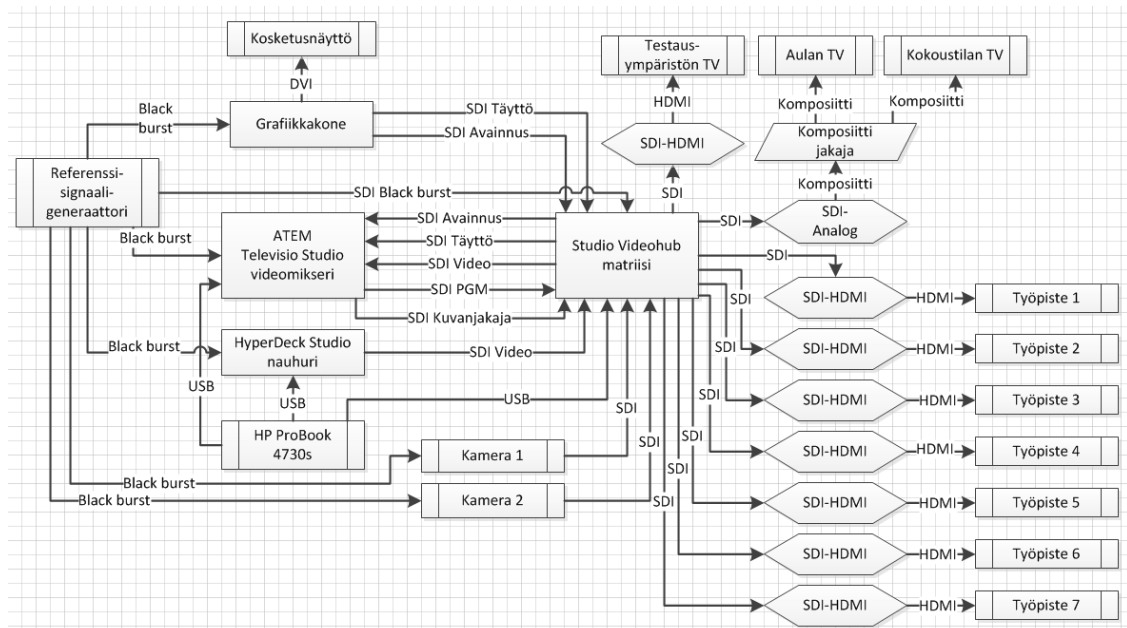 Kosketusnäyttö
Testaus-
ympäristön TV
Aulan TV
Kokoustilan TV
DVI
HDMI
Komposiitti
Komposiitti
Black
burst
Grafiikkakone
SDI Täyttö
SDI Avainnus
SDI-HDMI
Komposiitti
jakaja
Referenssi-
signaali-
generaattori
SDI Black burst
SDI
Komposiitti
Black burst
ATEM
Televisio Studio
videomikseri
SDI Avainnus
SDI Täyttö
SDI Video
SDI PGM
SDI Kuvanjakaja
Studio Videohub
matriisi
SDI
SDI-
Analog
SDI
SDI-HDMI
HDMI
Työpiste 1
SDI
SDI-HDMI
HDMI
Työpiste 2
Black burst
HyperDeck Studio
nauhuri
SDI Video
SDI
SDI-HDMI
HDMI
Työpiste 3
USB
USB
USB
SDI
SDI
SDI-HDMI
HDMI
Työpiste 4
HP ProBook
4730s
Kamera 1
SDI
SDI
SDI
SDI-HDMI
HDMI
Työpiste 5
Black burst
Black burst
Kamera 2
SDI
SDI-HDMI
HDMI
Työpiste 6
SDI-HDMI
HDMI
Työpiste 7